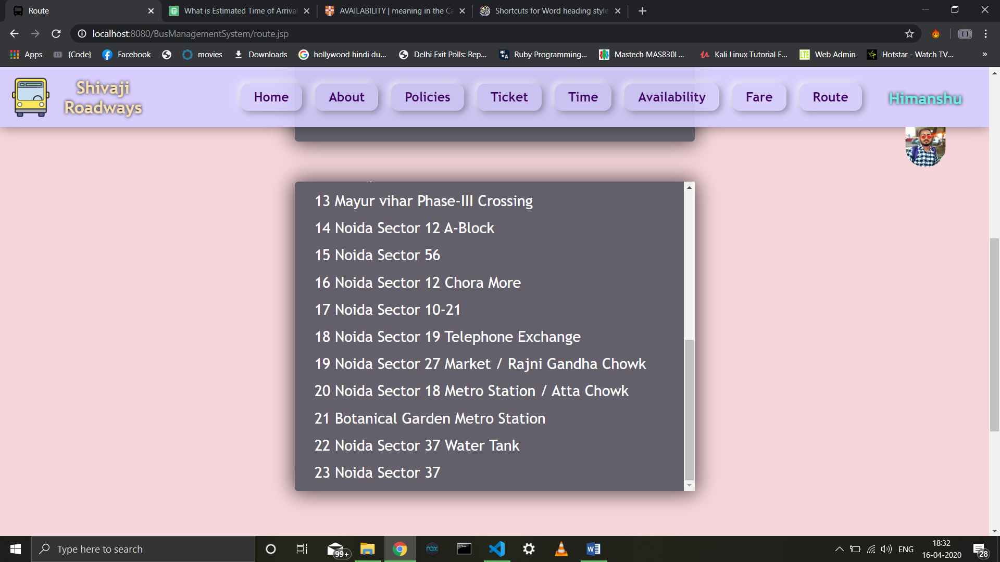 Route
What is Estimated Time of Arrival
AVAILABILITY | meaning in the Ca
Shortcuts for Word heading style
localhost:8080/BusManagementSystem/route.jsp
Apps
{Code}
Facebook
movies
Downloads
hollywood hindi du...
Delhi Exit Polls: Rep...
Ruby Programming...
Mastech MAS830L...
Kali Linux Tutorial F...
LTE Web Admin
Hotstar - Watch TV...
»
Shivaji
Roadways
Home
About
Policies
Ticket
Time
Availability
Fare
Route
Himanshu
13 Mayur vihar Phase-III Crossing
14 Noida Sector 12 A-Block
15 Noida Sector 56
16 Noida Sector 12 Chora More
17 Noida Sector 10-21
18 Noida Sector 19 Telephone Exchange
19 Noida Sector 27 Market / Rajni Gandha Chowk
20 Noida Sector 18 Metro Station / Atta Chowk
21 Botanical Garden Metro Station
22 Noida Sector 37 Water Tank
23 Noida Sector 37
Type here to search
99+
nox
ENG
18:32
16-04-2020
28